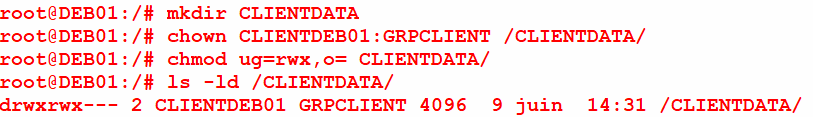 root@DEB01:/# mkdir CLIENTDATA
root@DEB01:/# chown CLIENTDEB01:GRPCLIENT /CLIENTDATA/
root@DEB01:/# chmod ug=rwx,o= CLIENTDATA/
root@DEB01:/# ls -ld /CLIENTDATA/
drwxrwx--- 2 CLIENTDEB01 GRPCLIENT 4096  9 juin  14:31 /CLIENTDATA/